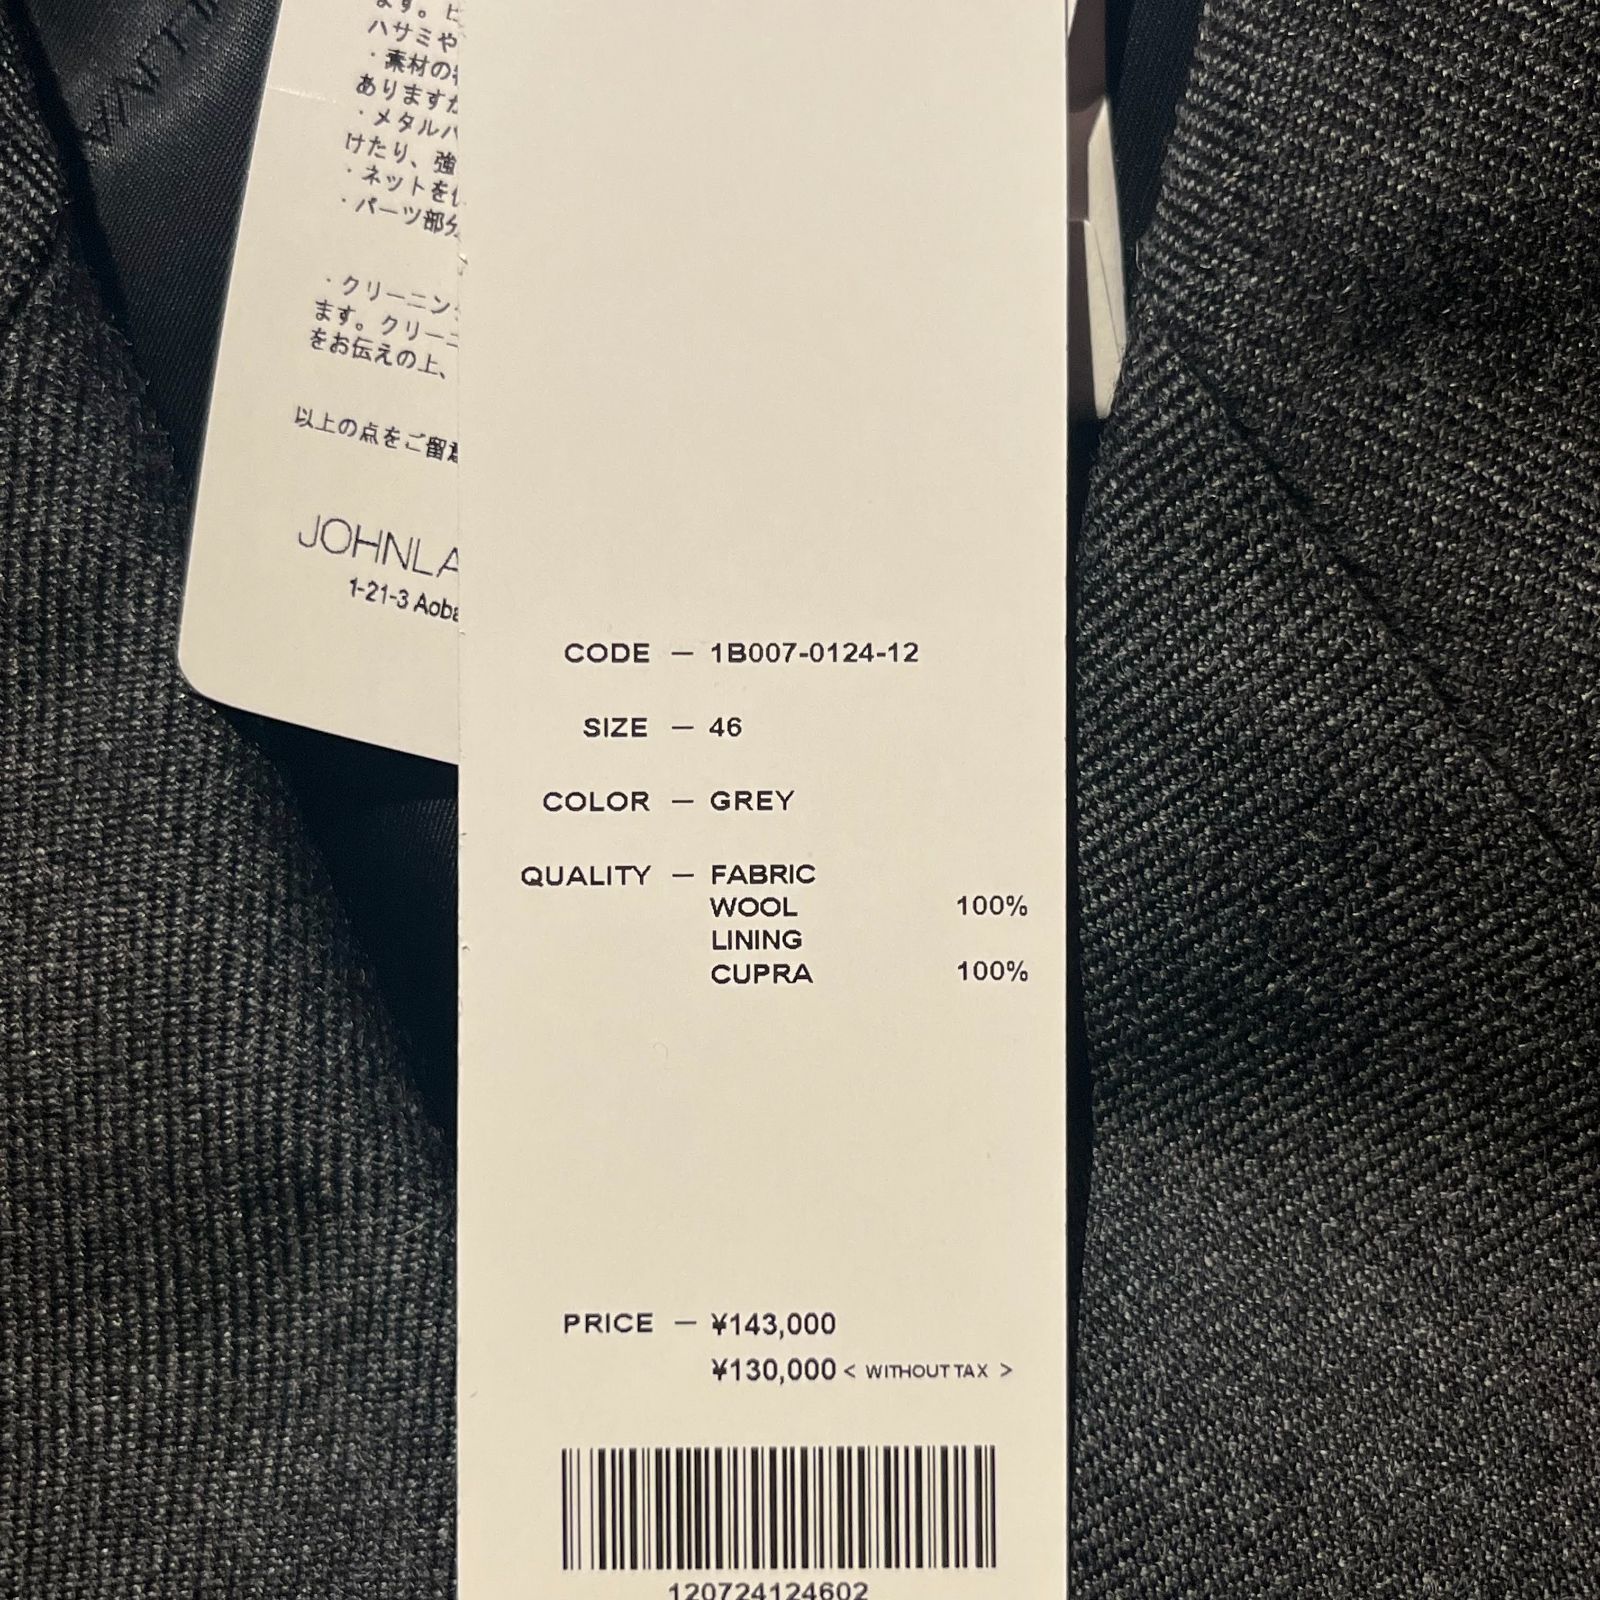 ます。
ハサミや
・素材の
あります
・メタルハ
けたり、強
・ネットを
・パーツ部分
・クリーニン
ます。クリーニ
をお伝えの上、
以上の点をご留意
JOHNLA
1-21-3 Aoba
CODE — 1B007-0124-12
SIZE — 46
COLOR — GREY
QUALITY — FABRIC
WOOL 100%
LINING
CUPRA 100%
PRICE — ¥143,000
¥130,000 < WITHOUT TAX >
120724124602